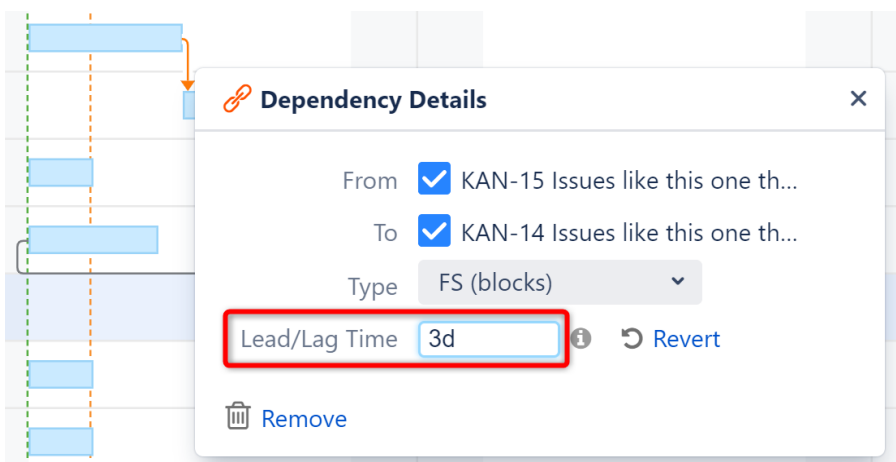 Dependency Details
From KAN-15 Issues like this one th...
To KAN-14 Issues like this one th...
Type FS (blocks)
Lead/Lag Time 3d Revert
Remove